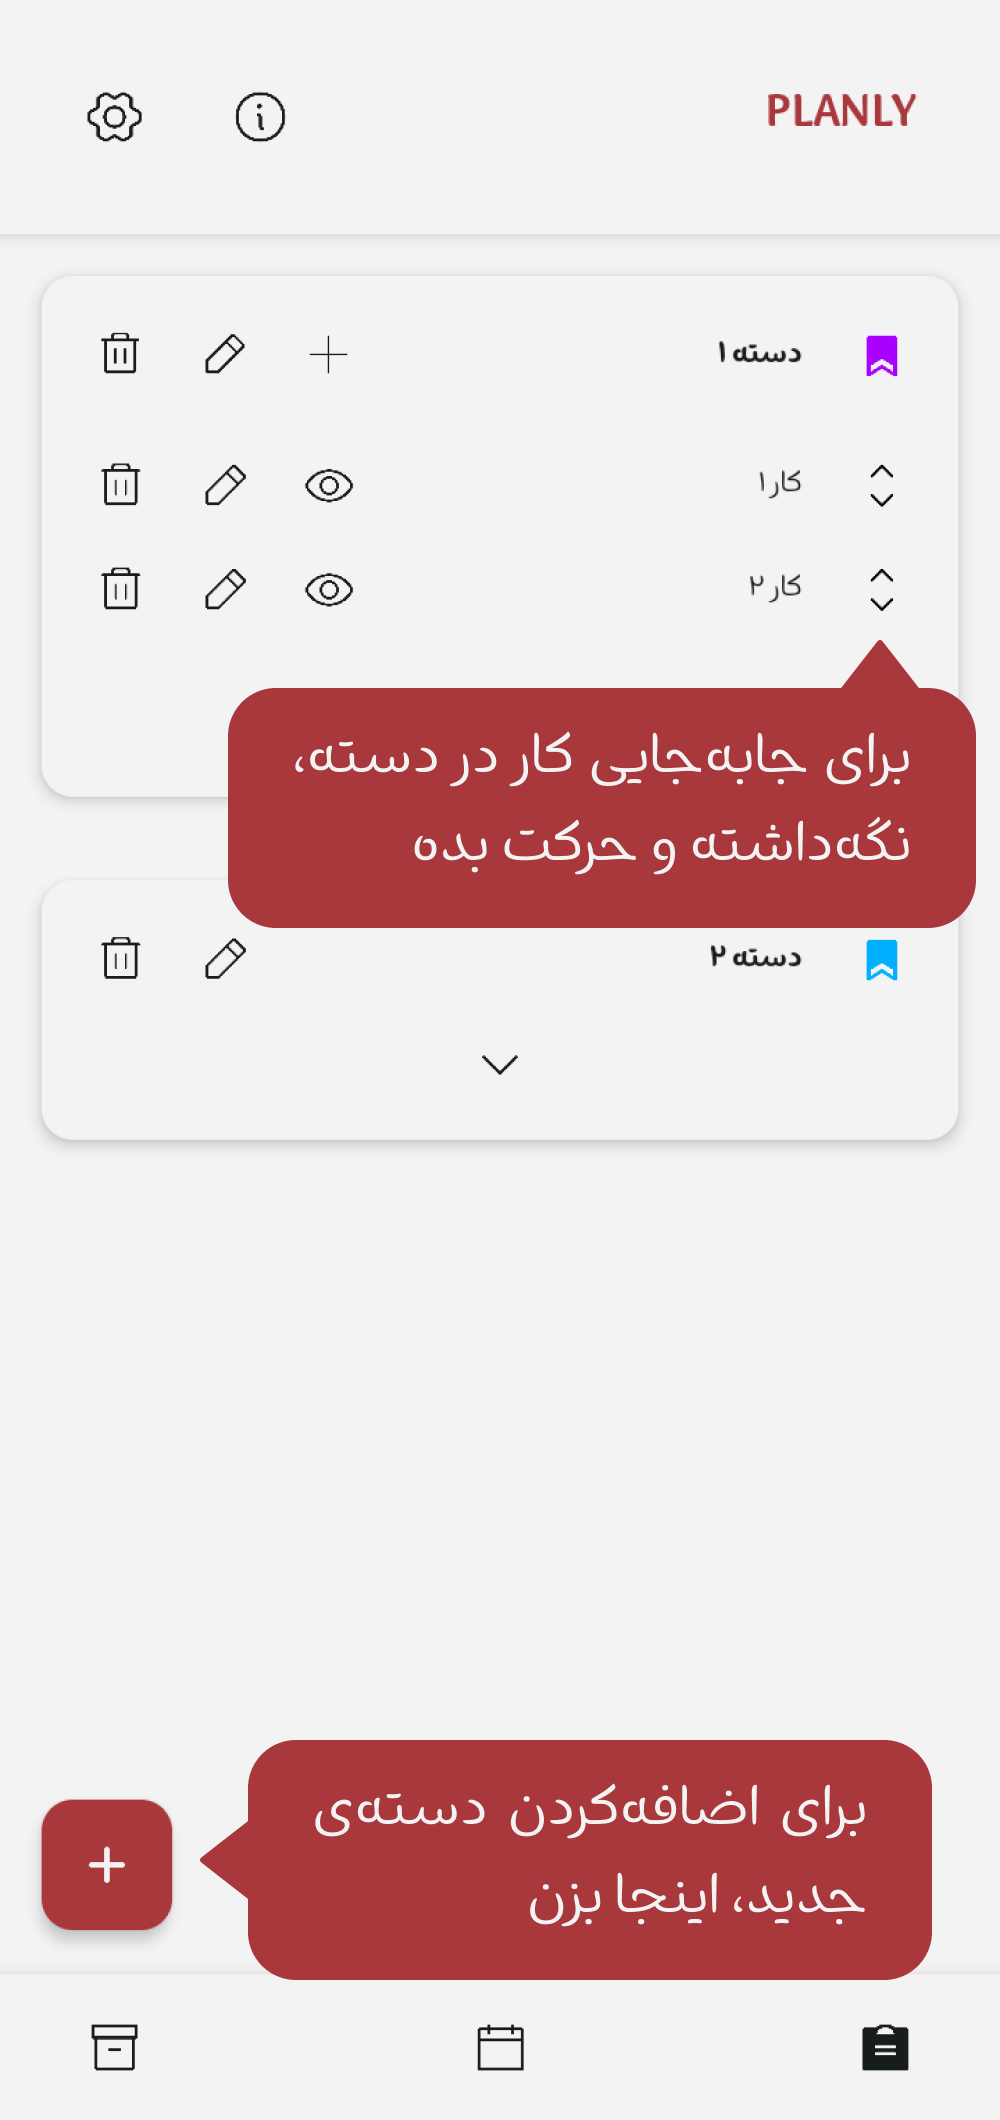 PLANLY
دسته ۱
کار ۱
کار ۲
برای جابه‌جایی کار در دسته،
نگه‌داشته و حرکت بده
دسته ۲
برای اضافه‌کردن دسته‌ی
جدید، اینجا بزن